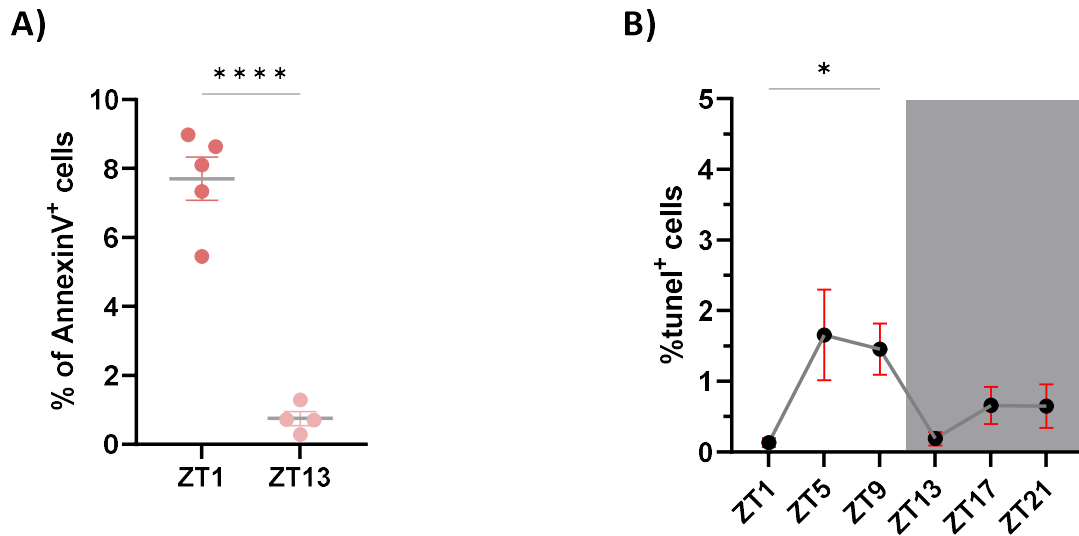 A)
B)
****
% of AnnexinV+ cells
10
8
6
4
2
0
ZT1 ZT13
*
%tunel+ cells
5
4
3
2
1
0
ZT1 ZT5 ZT9 ZT13 ZT17 ZT21